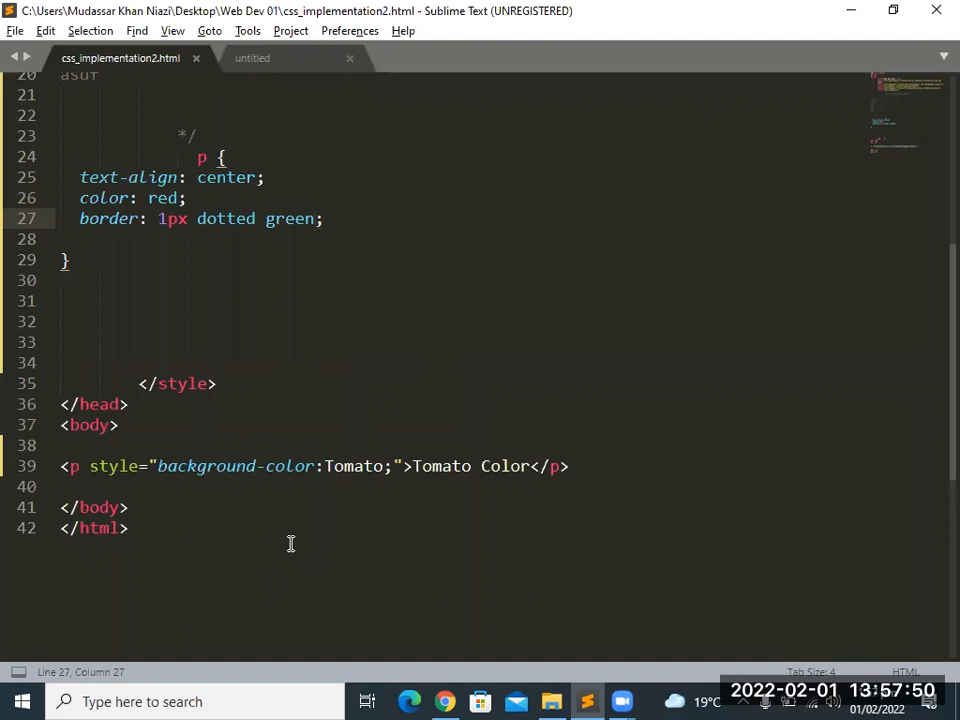 C:\Users\Mudassar Khan Niazi\Desktop\Web Dev 01\css_implementation2.html - Sublime Text (UNREGISTERED)
File Edit Selection Find View Goto Tools Project Preferences Help
css_implementation2.html × untitled ×
20 asdf
21
22
23 */
24 p {
25 text-align: center;
26 color: red;
27 border: 1px dotted green;
28
29 }
30
31
32
33
34
35 </style>
36 </head>
37 <body>
38
39 <p style="background-color:Tomato;">Tomato Color</p>
40
41 </body>
42 </html>
Line 27, Column 27 Tab Size: 4 HTML
Type here to search 19°C
2022-02-01 13:57:50
01/02/2022